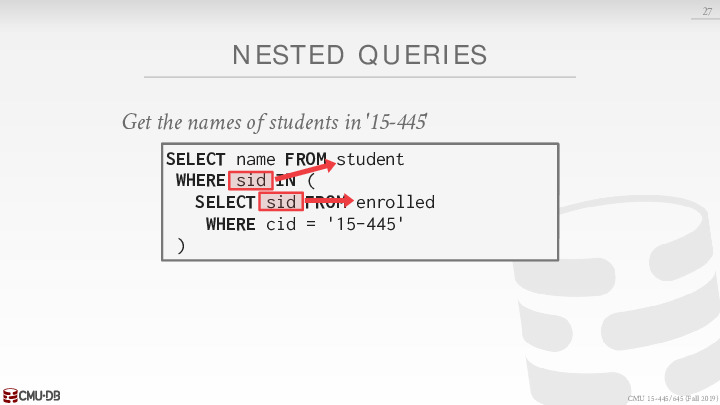 27
NESTED QUERIES
Get the names of students in '15-445'
SELECT name FROM student
WHERE sid IN (
SELECT sid FROM enrolled
WHERE cid = '15-445'
)
CMU·DB
CMU 15-445/645 (Fall 2019)